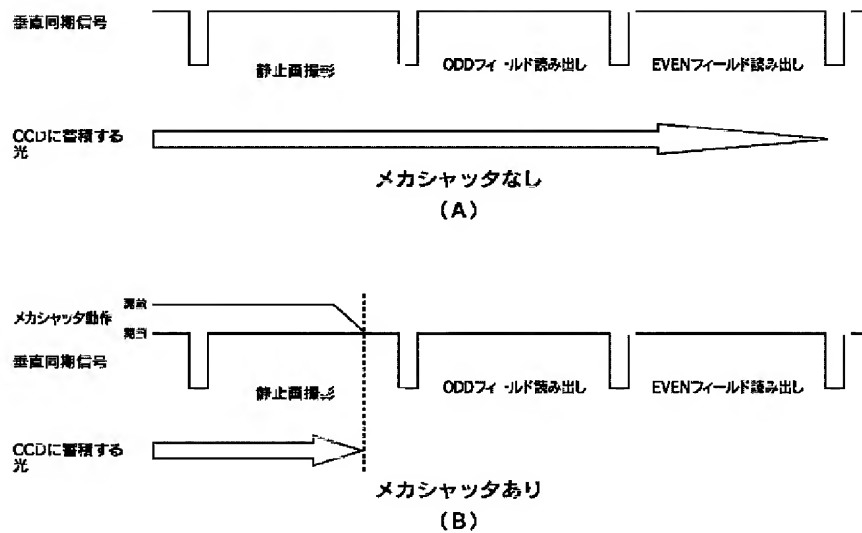 垂直同期信号
静止画撮影
ODDフィールド読み出し
EVENフィールド読み出し
CCDに蓄積する
光
メカシャッタなし
(A)
メカシャッタ動作
垂直同期信号
静止画撮影
ODDフィールド読み出し
EVENフィールド読み出し
CCDに蓄積する
光
メカシャッタあり
(B)